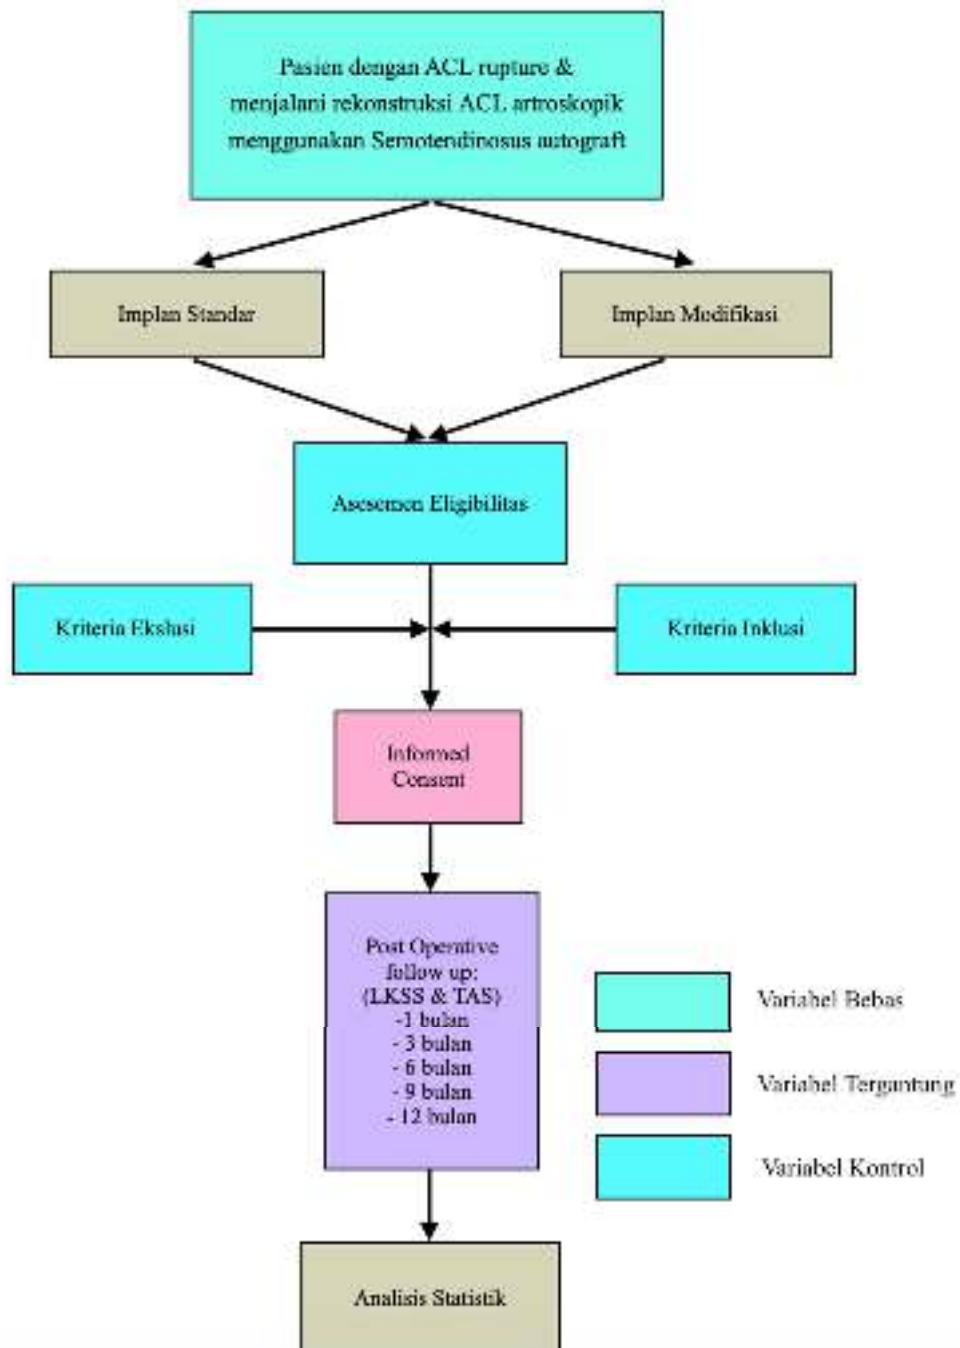 Pasien dengan ACL rupture &
menjalani rekonstruksi ACL artroskopik
menggunakan Semotendinosus autograft
Implan Standar
Implan Modifikasi
Asesemen Eligibilitas
Kriteria Ekslusi
Kriteria Inklusi
Informed
Consent
Post Operative
follow up:
(LKSS & TAS)
-1 bulan
- 3 bulan
- 6 bulan
- 9 bulan
- 12 bulan
Variabel Bebas
Variabel Tergantung
Variabel Kontrol
Analisis Statistik